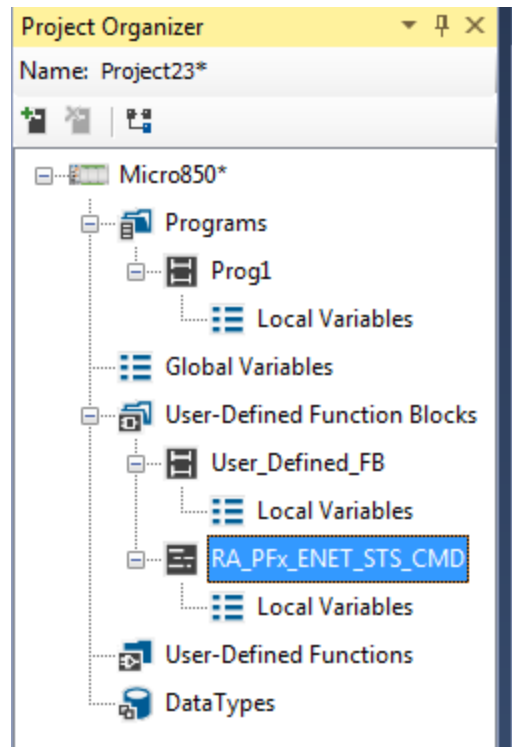 Project Organizer
Name: Project23*
Micro850*
Programs
Prog1
Local Variables
Global Variables
User-Defined Function Blocks
User_Defined_FB
Local Variables
RA_PFx_ENET_STS_CMD
Local Variables
User-Defined Functions
DataTypes